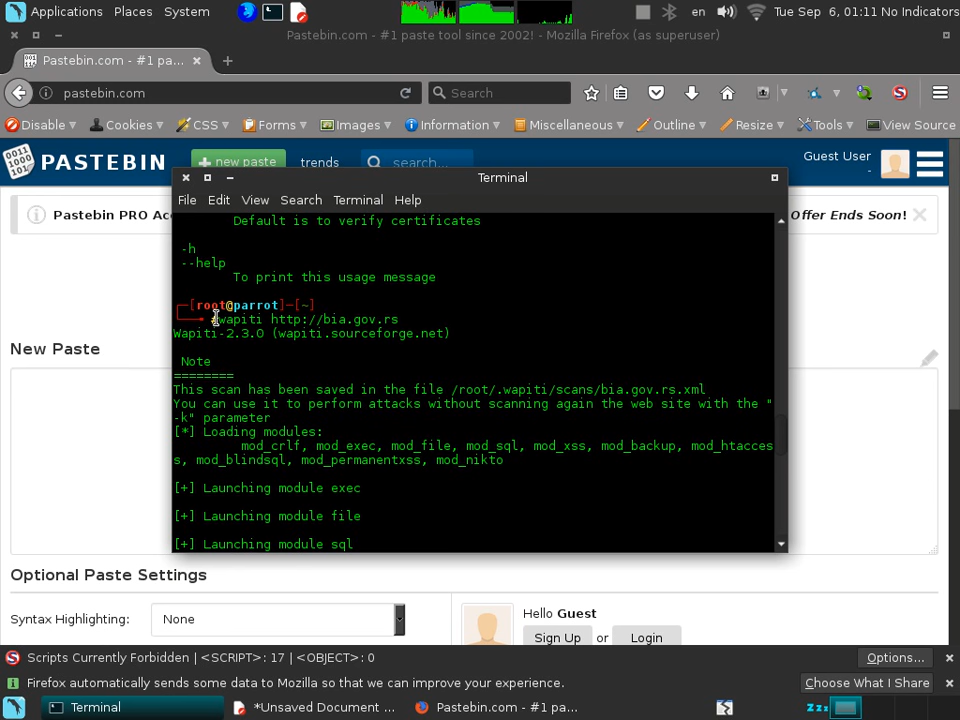 Applications Places System en Tue Sep 6, 01:11 No Indicators
Pastebin.com - #1 paste tool since 2002! - Mozilla Firefox (as superuser)
Pastebin.com - #1 pa...
pastebin.com Search
Disable Cookies CSS Forms Images Information Miscellaneous Outline Resize Tools View Source
PASTEBIN + new paste trends search... Guest User
-
Pastebin PRO Acc Offer Ends Soon!
Terminal
File Edit View Search Terminal Help
Default is to verify certificates
-h
--help
To print this usage message
[root@parrot]-[~]
#wapiti http://bia.gov.rs
Wapiti-2.3.0 (wapiti.sourceforge.net)
Note
========
This scan has been saved in the file /root/.wapiti/scans/bia.gov.rs.xml
You can use it to perform attacks without scanning again the web site with the "
-k" parameter
[*] Loading modules:
mod_crlf, mod_exec, mod_file, mod_sql, mod_xss, mod_backup, mod_htacces
s, mod_blindsql, mod_permanentxss, mod_nikto
[+] Launching module exec
[+] Launching module file
[+] Launching module sql
New Paste
Optional Paste Settings
Syntax Highlighting: None
Hello Guest
Sign Up or Login
Scripts Currently Forbidden | <SCRIPT>: 17 | <OBJECT>: 0 Options...
Firefox automatically sends some data to Mozilla so that we can improve your experience. Choose What I Share
Terminal *Unsaved Document ... Pastebin.com - #1 pa... zzz